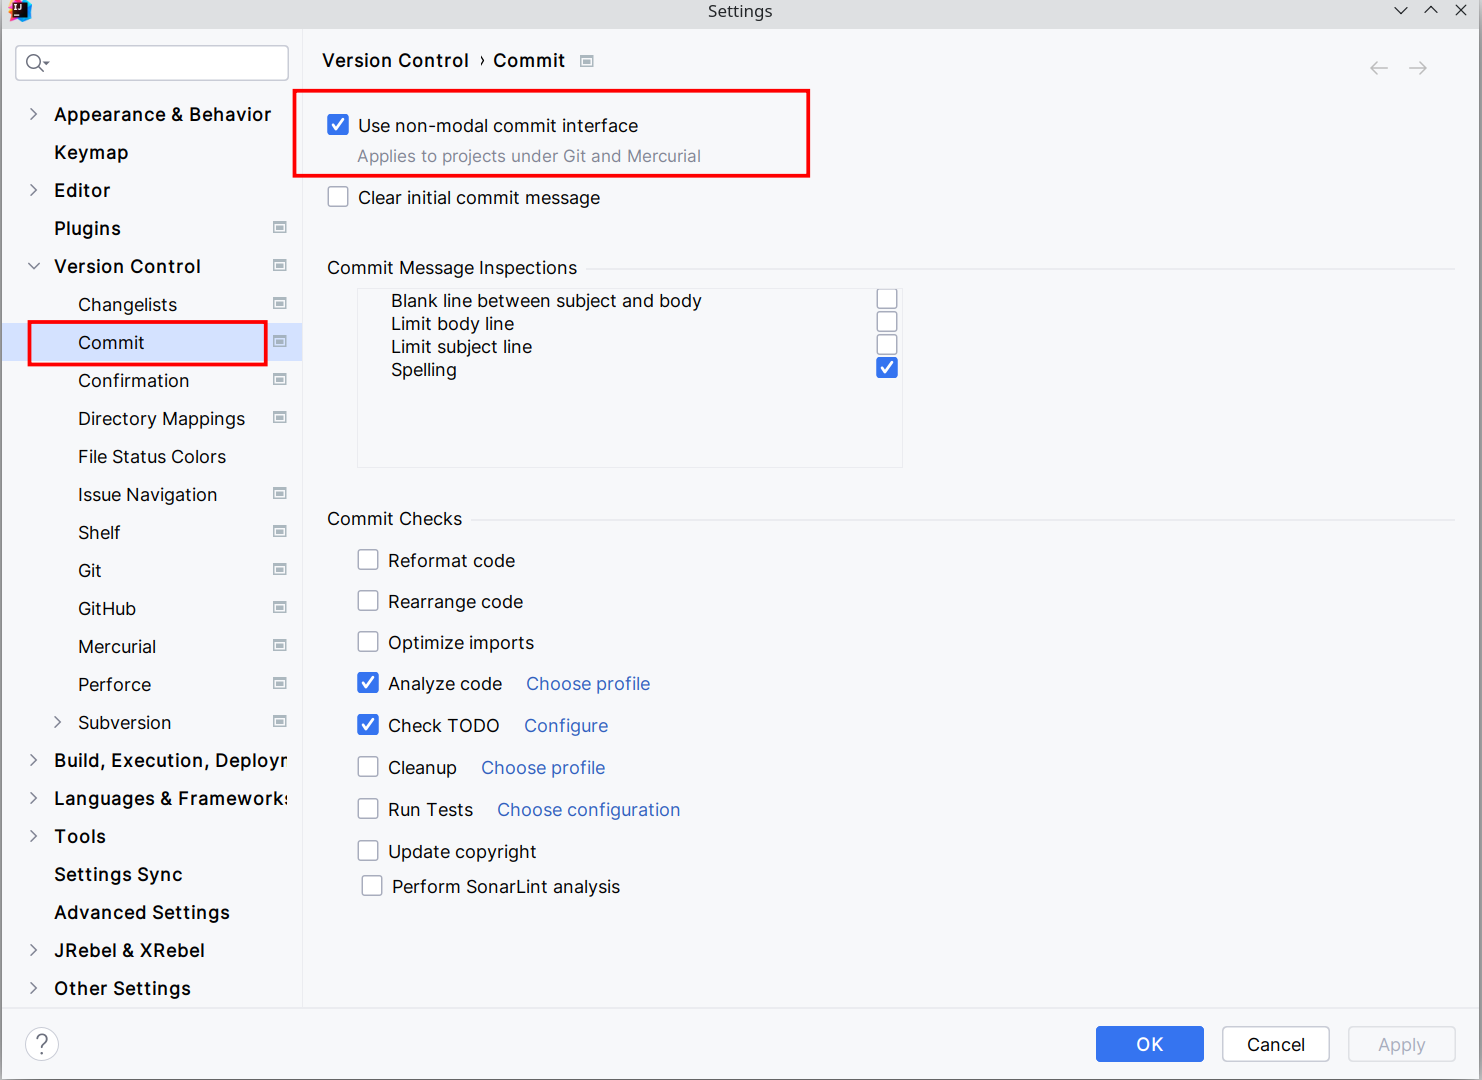 Settings
Version Control › Commit
Appearance & Behavior
Keymap
Editor
Plugins
Version Control
Changelists
Commit
Confirmation
Directory Mappings
File Status Colors
Issue Navigation
Shelf
Git
GitHub
Mercurial
Perforce
Subversion
Build, Execution, Deployn
Languages & Frameworks
Tools
Settings Sync
Advanced Settings
JRebel & XRebel
Other Settings
Use non-modal commit interface
Applies to projects under Git and Mercurial
Clear initial commit message
Commit Message Inspections
Blank line between subject and body
Limit body line
Limit subject line
Spelling
Commit Checks
Reformat code
Rearrange code
Optimize imports
Analyze code Choose profile
Check TODO Configure
Cleanup Choose profile
Run Tests Choose configuration
Update copyright
Perform SonarLint analysis
?
OK Cancel Apply